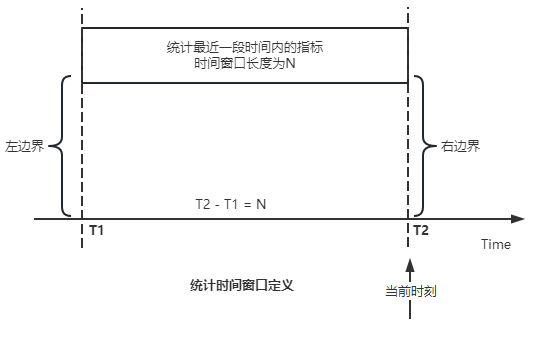 统计最近一段时间内的指标
时间窗口长度为N
左边界
右边界
T2 - T1 = N
T1
T2
Time
统计时间窗口定义
当前时刻